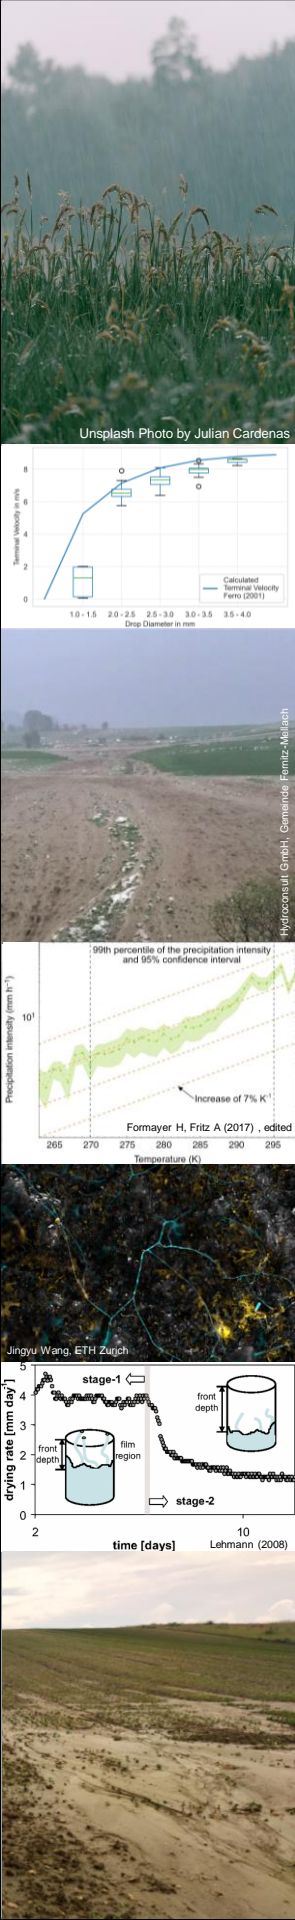 Unsplash Photo by Julian Cardenas
Terminal Velocity in m/s
8
6
4
2
0
Calculated
Terminal Velocity
Ferro (2001)
1.0 - 1.5
2.0 - 2.5
2.5 - 3.0
3.0 - 3.5
3.5 - 4.0
Drop Diameter in mm
Hydroconsult GmbH, Gemeinde Fernitz-Mellach
99th percentile of the precipitation intensity
and 95% confidence interval
Precipitation intensity (mm h⁻¹)
10¹
Increase of 7% K⁻¹
Formayer H, Fritz A (2017) , edited
265
270
275
280
285
290
295
Temperature (K)
Jingyu Wang, ETH Zurich
drying rate [mm day⁻¹]
5
4
3
2
1
0
stage-1
front
depth
film
region
front
depth
stage-2
2
10
time [days]
Lehmann (2008)